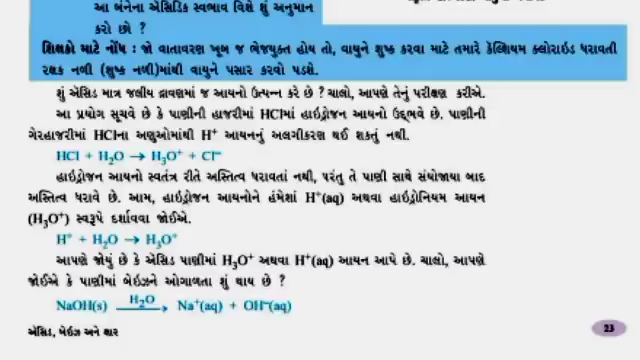 આ બંનેના ઍસિડિક સ્વભાવ વિશે શું અનુમાન
કરો છો ?
શિક્ષકો માટે નોંધ : જો વાતાવરણ ખૂબ જ ભેજયુક્ત હોય તો, વાયુને શુષ્ક કરવા માટે તમારે કૅલ્શિયમ ક્લોરાઇડ ધરાવતી
રક્ષક નળી (શુષ્ક નળી)માંથી વાયુને પસાર કરવો પડશે.
શું ઍસિડ માત્ર જલીય દ્રાવણમાં જ આયનો ઉત્પન્ન કરે છે ? ચાલો, આપણે તેનું પરીક્ષણ કરીએ.
આ પ્રયોગ સૂચવે છે કે પાણીની હાજરીમાં HClમાં હાઇડ્રોજન આયનો ઉદ્ભવે છે. પાણીની
ગેરહાજરીમાં HClના અણુઓમાંથી H⁺ આયનનું અલગીકરણ થઈ શકતું નથી.
HCl + H₂O → H₃O⁺ + Cl⁻
હાઇડ્રોજન આયનો સ્વતંત્ર રીતે અસ્તિત્વ ધરાવતાં નથી, પરંતુ તે પાણી સાથે સંયોજાયા બાદ
અસ્તિત્વ ધરાવે છે. આમ, હાઇડ્રોજન આયનોને હંમેશાં H⁺(aq) અથવા હાઇડ્રોનિયમ આયન
(H₃O⁺) સ્વરૂપે દર્શાવવા જોઈએ.
H⁺ + H₂O → H₃O⁺
આપણે જોયું છે કે ઍસિડ પાણીમાં H₃O⁺ અથવા H⁺(aq) આયન આપે છે. ચાલો, આપણે
જોઈએ કે પાણીમાં બેઇઝને ઓગાળતા શું થાય છે ?
NaOH(s) —H₂O→ Na⁺(aq) + OH⁻(aq)
ઍસિડ, બેઇઝ અને ક્ષાર 23